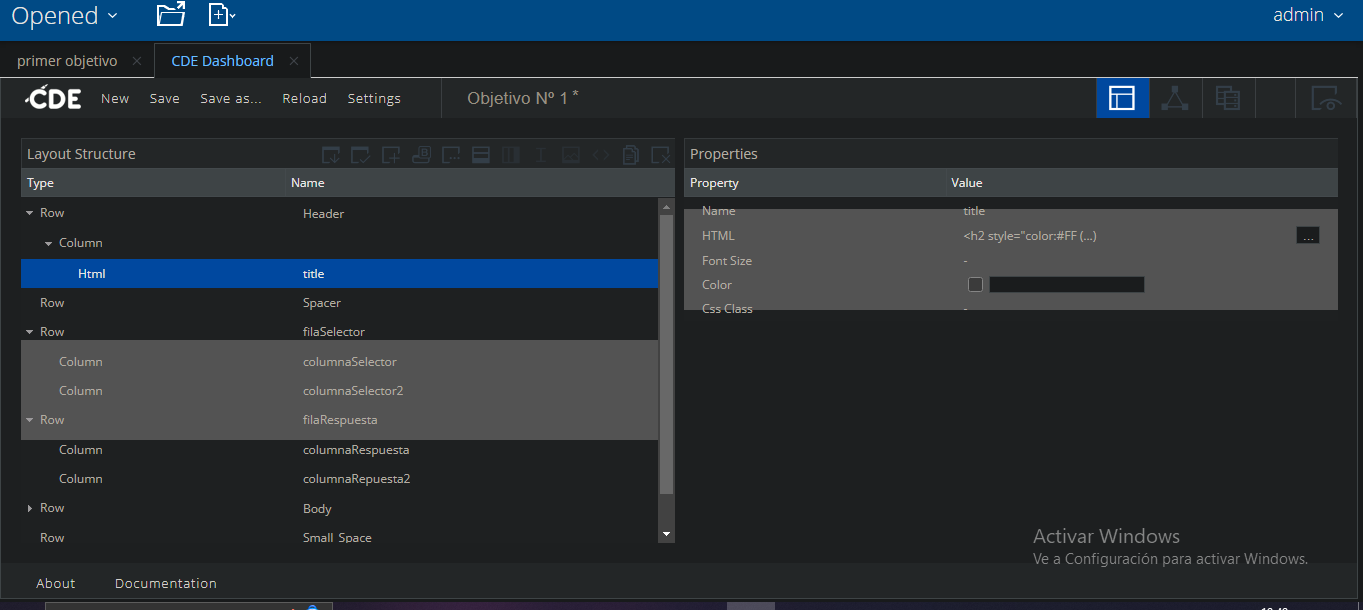 Opened admin
primer objetivo CDE Dashboard
CDE New Save Save as... Reload Settings Objetivo Nº 1 *
Layout Structure Properties
Type Name Property Value
Row Header Name title
Column HTML <h2 style="color:#FF (...) ...
Html title Font Size -
Row Spacer Color
Row filaSelector Css Class -
Column columnaSelector
Column columnaSelector2
Row filaRespuesta
Column columnaRespuesta
Column columnaRepuesta2
Row Body
Row Small_Space
Activar Windows
Ve a Configuración para activar Windows.
About Documentation